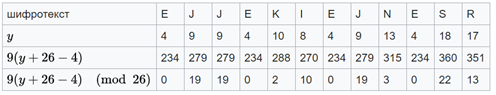 шифротекст E J J E K I E J N E S R
y 4 9 9 4 10 8 4 9 13 4 18 17
9(y + 26 − 4) 234 279 279 234 288 270 234 279 315 234 360 351
9(y + 26 − 4) (mod 26) 0 19 19 0 2 10 0 19 3 0 22 13